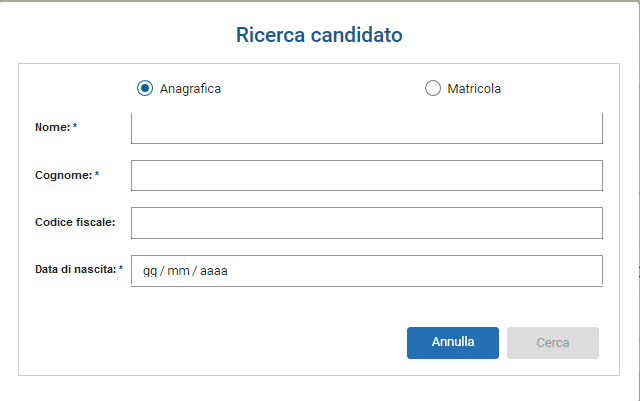 Ricerca candidato
Anagrafica Matricola
Nome: *
Cognome: *
Codice fiscale:
Data di nascita: * gg / mm / aaaa
Annulla Cerca